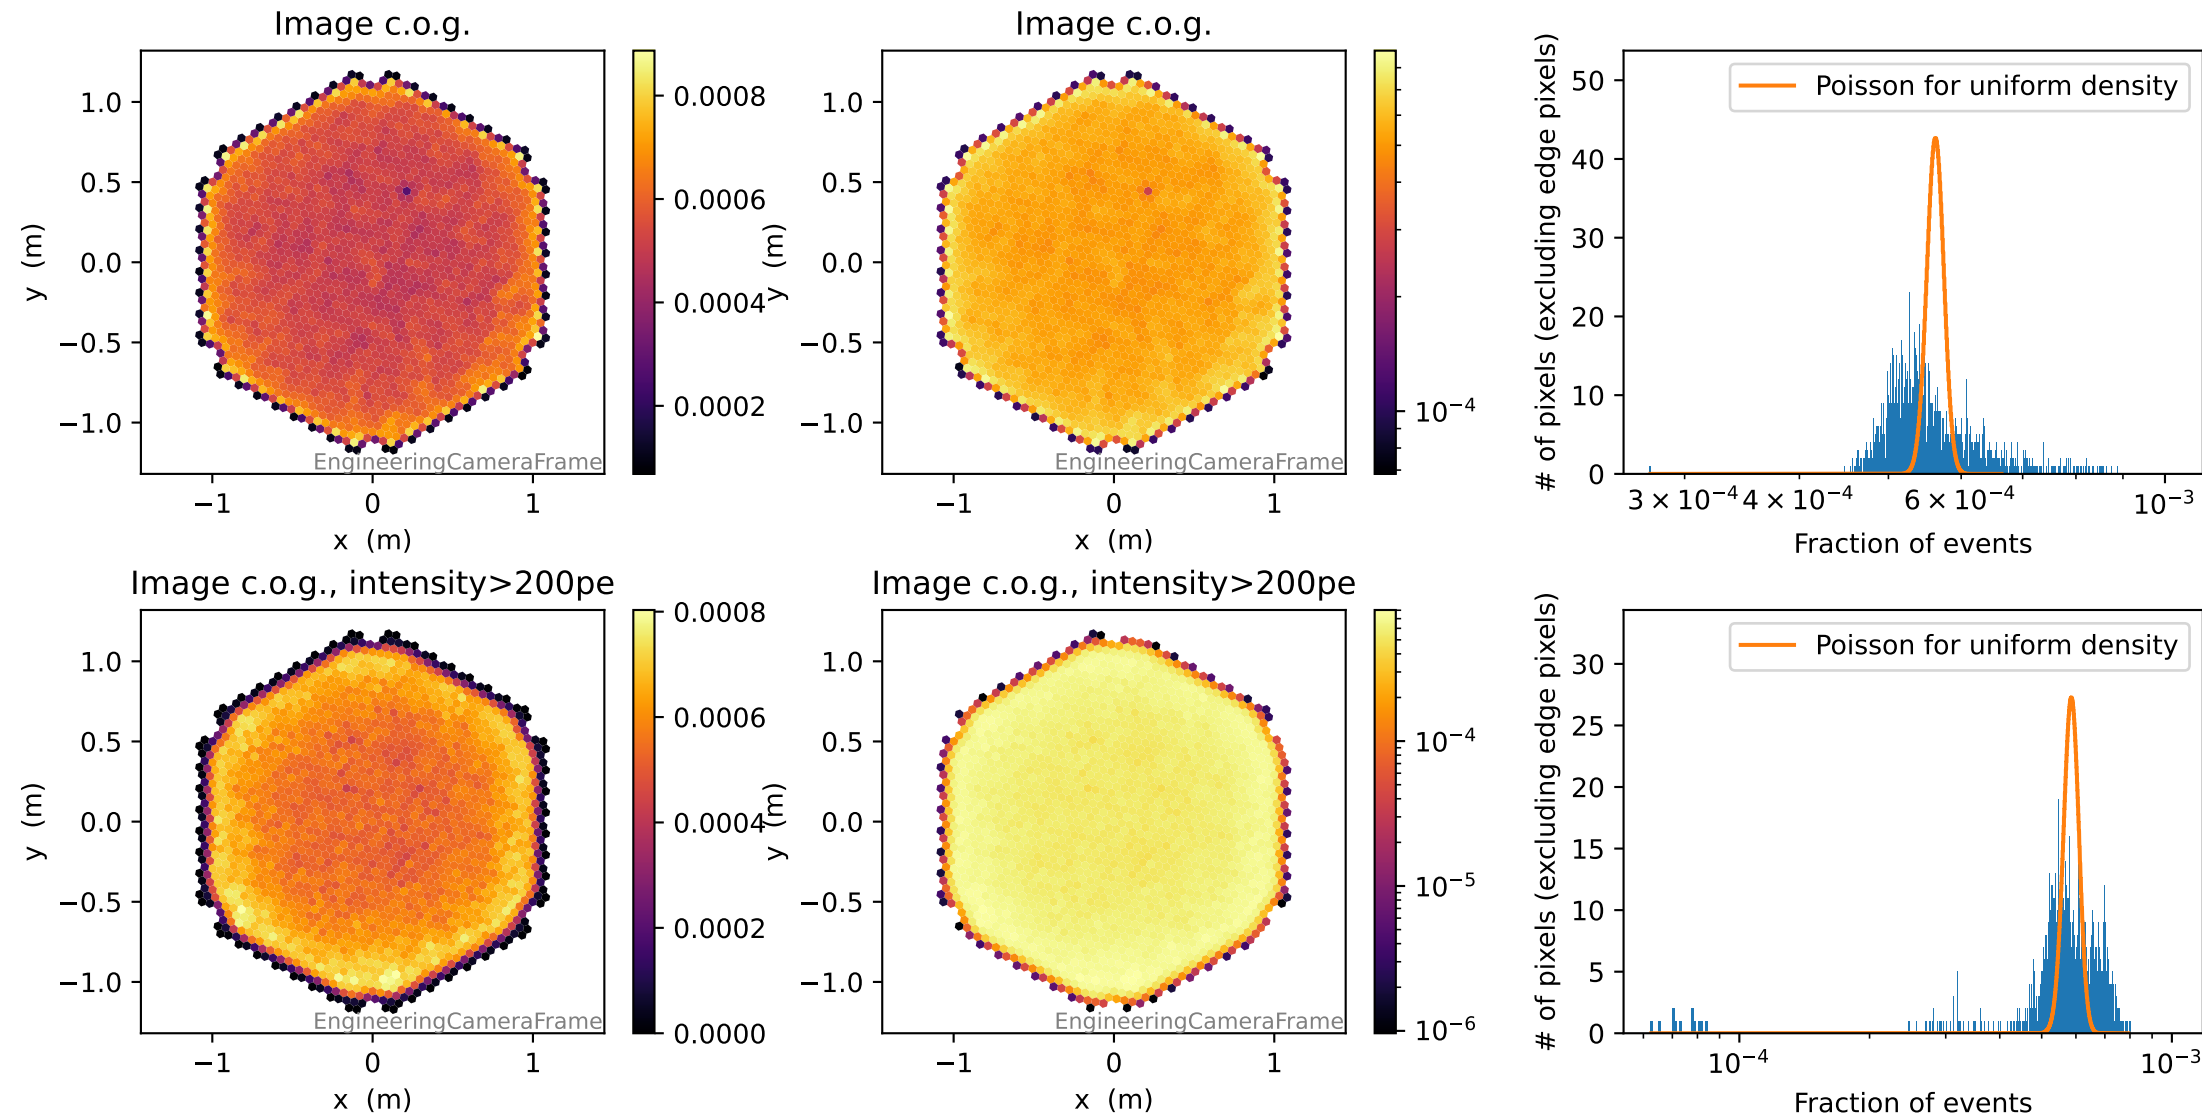 Image c.o.g.
1.0
0.5
0.0
−0.5
−1.0
y (m)
−1
0
1
x (m)
EngineeringCameraFrame
0.0008
0.0006
0.0004
0.0002
Image c.o.g.
1.0
0.5
0.0
−0.5
−1.0
y (m)
−1
0
1
x (m)
EngineeringCameraFrame
10⁻⁴
Poisson for uniform density
50
40
30
20
10
0
# of pixels (excluding edge pixels)
3 × 10⁻⁴
4 × 10⁻⁴
6 × 10⁻⁴
10⁻³
Fraction of events
Image c.o.g., intensity>200pe
1.0
0.5
0.0
−0.5
−1.0
y (m)
−1
0
1
x (m)
EngineeringCameraFrame
0.0008
0.0006
0.0004
0.0002
0.0000
Image c.o.g., intensity>200pe
1.0
0.5
0.0
−0.5
−1.0
y (m)
−1
0
1
x (m)
EngineeringCameraFrame
10⁻⁴
10⁻⁵
10⁻⁶
Poisson for uniform density
30
25
20
15
10
5
0
# of pixels (excluding edge pixels)
10⁻⁴
10⁻³
Fraction of events